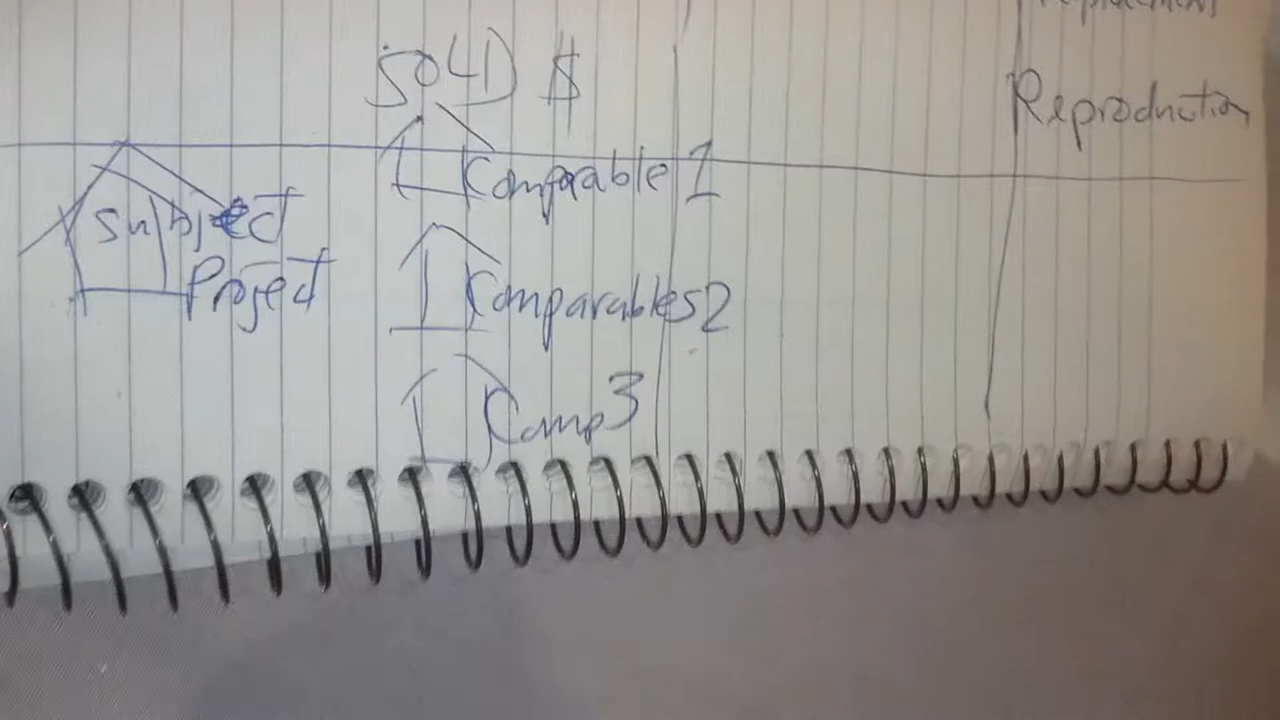 SOLD $
Reproduction
Comparable 1
Subject
Project
Comparables 2
Comp 3